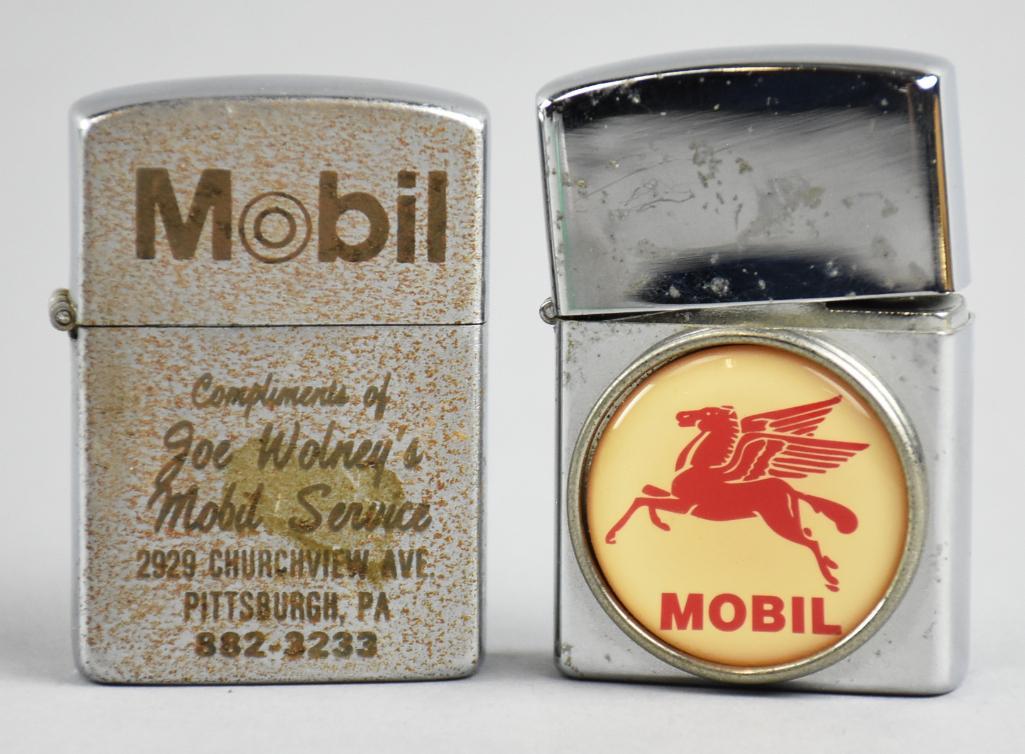 Mobil
Compliments of
Joe Wolney's
Mobil Service
2929 CHURCHVIEW AVE.
PITTSBURGH, PA
882-3233
MOBIL